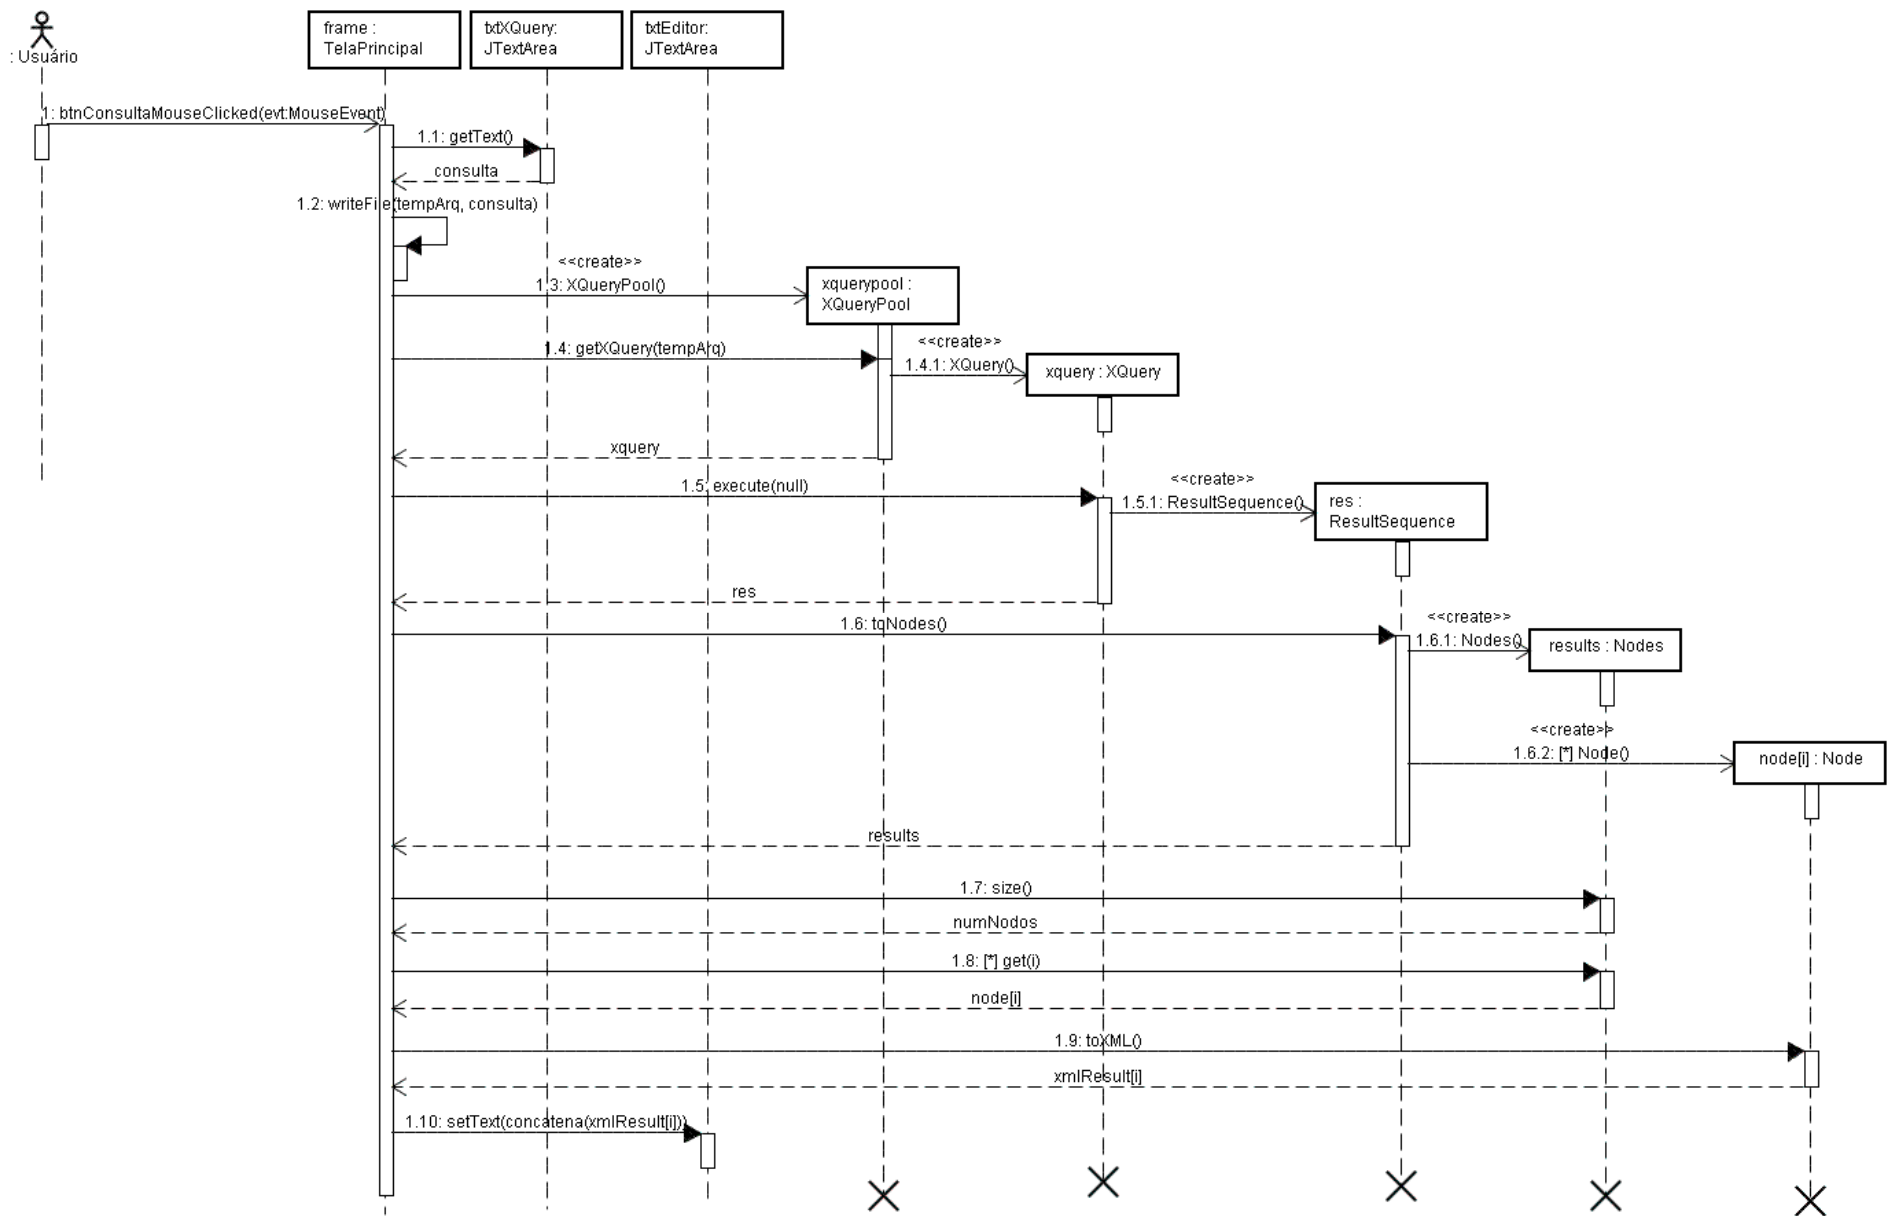 : Usuário
frame :
TelaPrincipal
txtXQuery:
JTextArea
txtEditor:
JTextArea
1: btnConsultaMouseClicked(evt:MouseEvent)
1.1: getText()
consulta
1.2: writeFile(tempArq, consulta)
<<create>>
1.3: XQueryPool()
xquerypool :
XQueryPool
1.4: getXQuery(tempArq)
<<create>>
1.4.1: XQuery()
xquery : XQuery
xquery
1.5: execute(null)
<<create>>
1.5.1: ResultSequence()
res :
ResultSequence
res
1.6: toNodes()
<<create>>
1.6.1: Nodes()
results : Nodes
<<create>>
1.6.2: [*] Node()
node[i] : Node
results
1.7: size()
numNodos
1.8: [*] get(i)
node[i]
1.9: toXML()
xmlResult[i]
1.10: setText(concatena(xmlResult[i]))